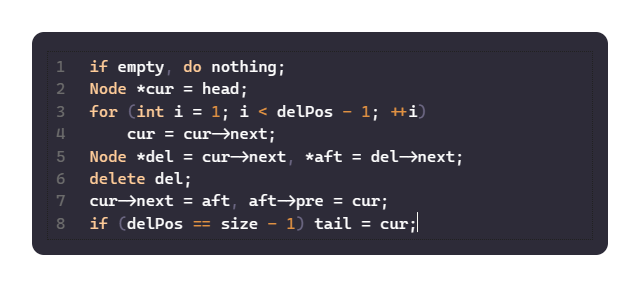 1 if empty, do nothing;
2 Node *cur = head;
3 for (int i = 1; i < delPos - 1; ++i)
4     cur = cur->next;
5 Node *del = cur->next, *aft = del->next;
6 delete del;
7 cur->next = aft, aft->pre = cur;
8 if (delPos == size - 1) tail = cur;